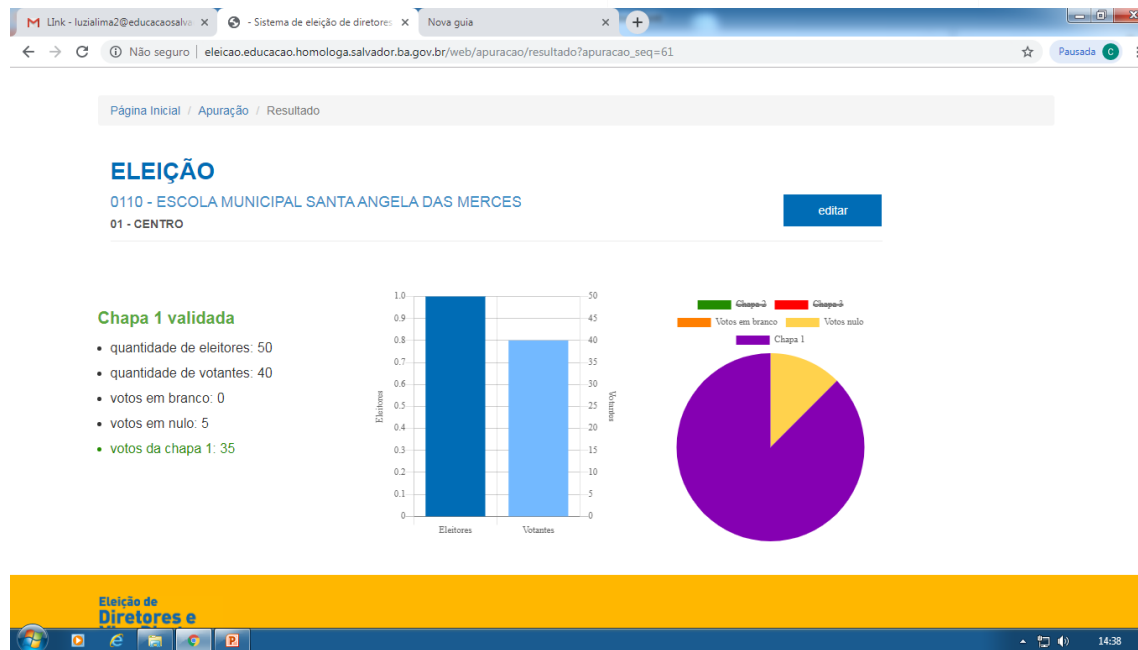 LInk - luzialima2@educacaosalva
- Sistema de eleição de diretores
Nova guia
Não seguro | eleicao.educacao.homologa.salvador.ba.gov.br/web/apuracao/resultado?apuracao_seq=61
Pausada C
Página Inicial / Apuração / Resultado
ELEIÇÃO
0110 - ESCOLA MUNICIPAL SANTA ANGELA DAS MERCES
01 - CENTRO
editar
Chapa 1 validada
• quantidade de eleitores: 50
• quantidade de votantes: 40
• votos em branco: 0
• votos em nulo: 5
• votos da chapa 1: 35
Eleitores
1.0
0.9
0.8
0.7
0.6
0.5
0.4
0.3
0.2
0.1
0
Eleitores Votantes
50
45
40
35
30
25
20
15
10
5
0
Votantes
Chapa 2 Chapa 3
Votos em branco Votos nulo
Chapa 1
Eleição de
Diretores e
14:38